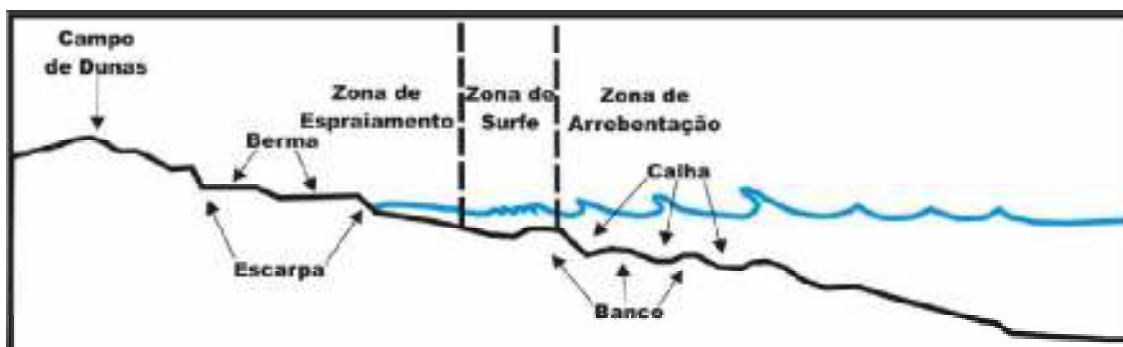 Campo
de Dunas
Zona de
Espraiamento
Zona de
Surfe
Zona de
Arrebentação
Berma
Calha
Escarpa
Banco